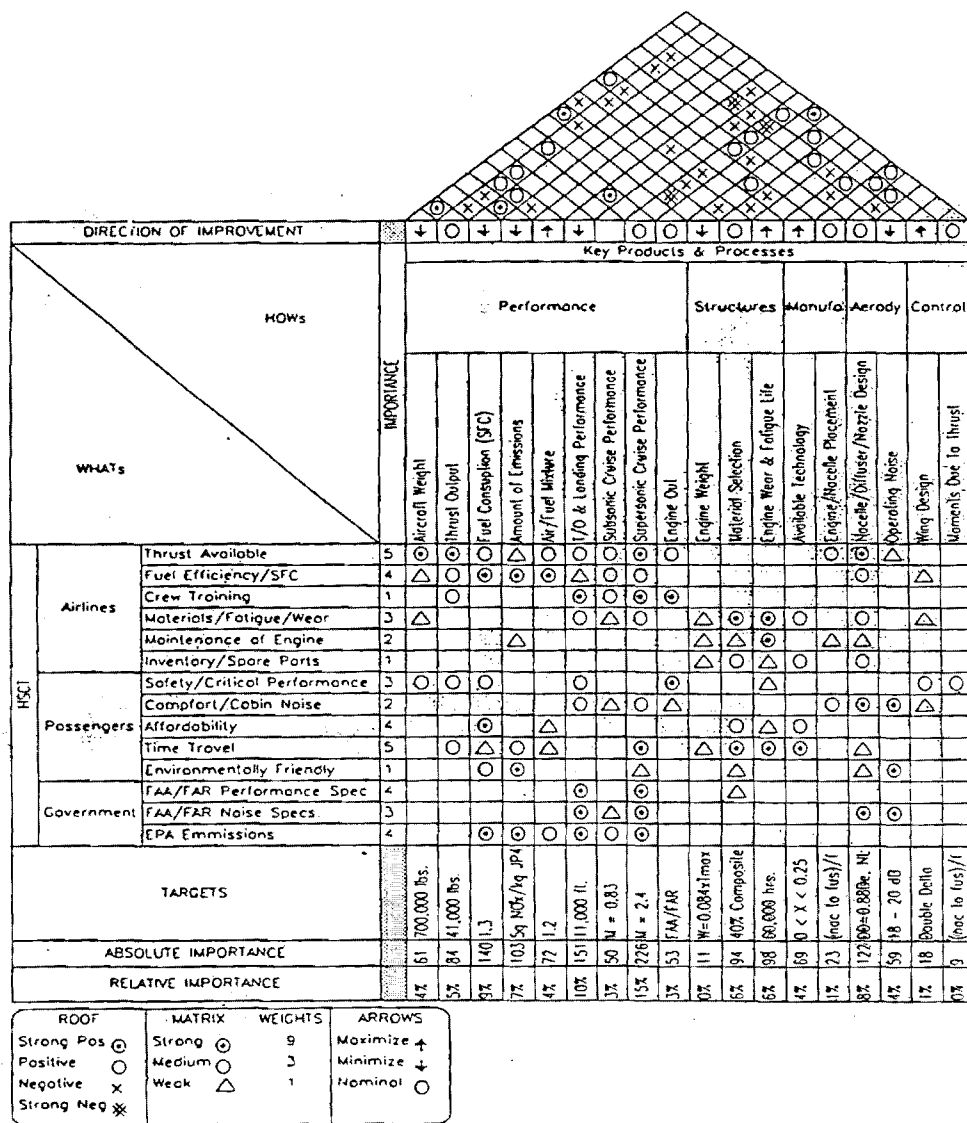 DIRECTION OF IMPROVEMENT
Key Products & Processes
HOWs
WHATs
IMPORTANCE
Performance
Structures
Manufa
Aerody
Control
Aircraft Weight
Thrust Output
Fuel Consuption (SFC)
Amount of Emissions
Air/Fuel Mixture
T/O & Landing Performance
Subsonic Cruise Performance
Supersonic Cruise Performance
Engine Out
Engine Weight
Material Selection
Engine Wear & Fatigue Life
Available Technology
Engine/Nacelle Placement
Nacelle/Diffuser/Nozzle Design
Operating Noise
Wing Design
Moments Due To Thrust
HSCT
Airlines
Thrust Available 5
Fuel Efficiency/SFC 4
Crew Training 1
Materials/Fatigue/Wear 3
Maintenance of Engine 2
Inventory/Spare Parts 1
Passengers
Safety/Critical Performance 3
Compfort/Cabin Noise 2
Affordability 4
Time Travel 5
Environmentally Friendly 1
Government
FAA/FAR Performance Spec 4
FAA/FAR Noise Specs. 3
EPA Emmissions 4
TARGETS
700,000 lbs.
41,000 lbs.
1.3
5g NOx/kg JP4
1.2
11,000 ft.
M = 0.83
M = 2.4
FAA/FAR
W=0.084xTmax
40% Composite
60,000 hrs.
0 < X < 0.25
(nac to fus)/l
18 - 20 dB
Double Delta
(nac to fus)/l
ABSOLUTE IMPORTANCE
61 84 140 103 72 151 50 226 53 11 94 98 69 23 122 59 18 9
RELATIVE IMPORTANCE
4% 5% 9% 7% 4% 10% 3% 15% 3% 0% 6% 6% 4% 1% 8% 4% 1% 0%
ROOF
Strong Pos
Positive
Negative
Strong Neg
MATRIX WEIGHTS
Strong 9
Medium 3
Weak 1
ARROWS
Maximize
Minimize
Nominal